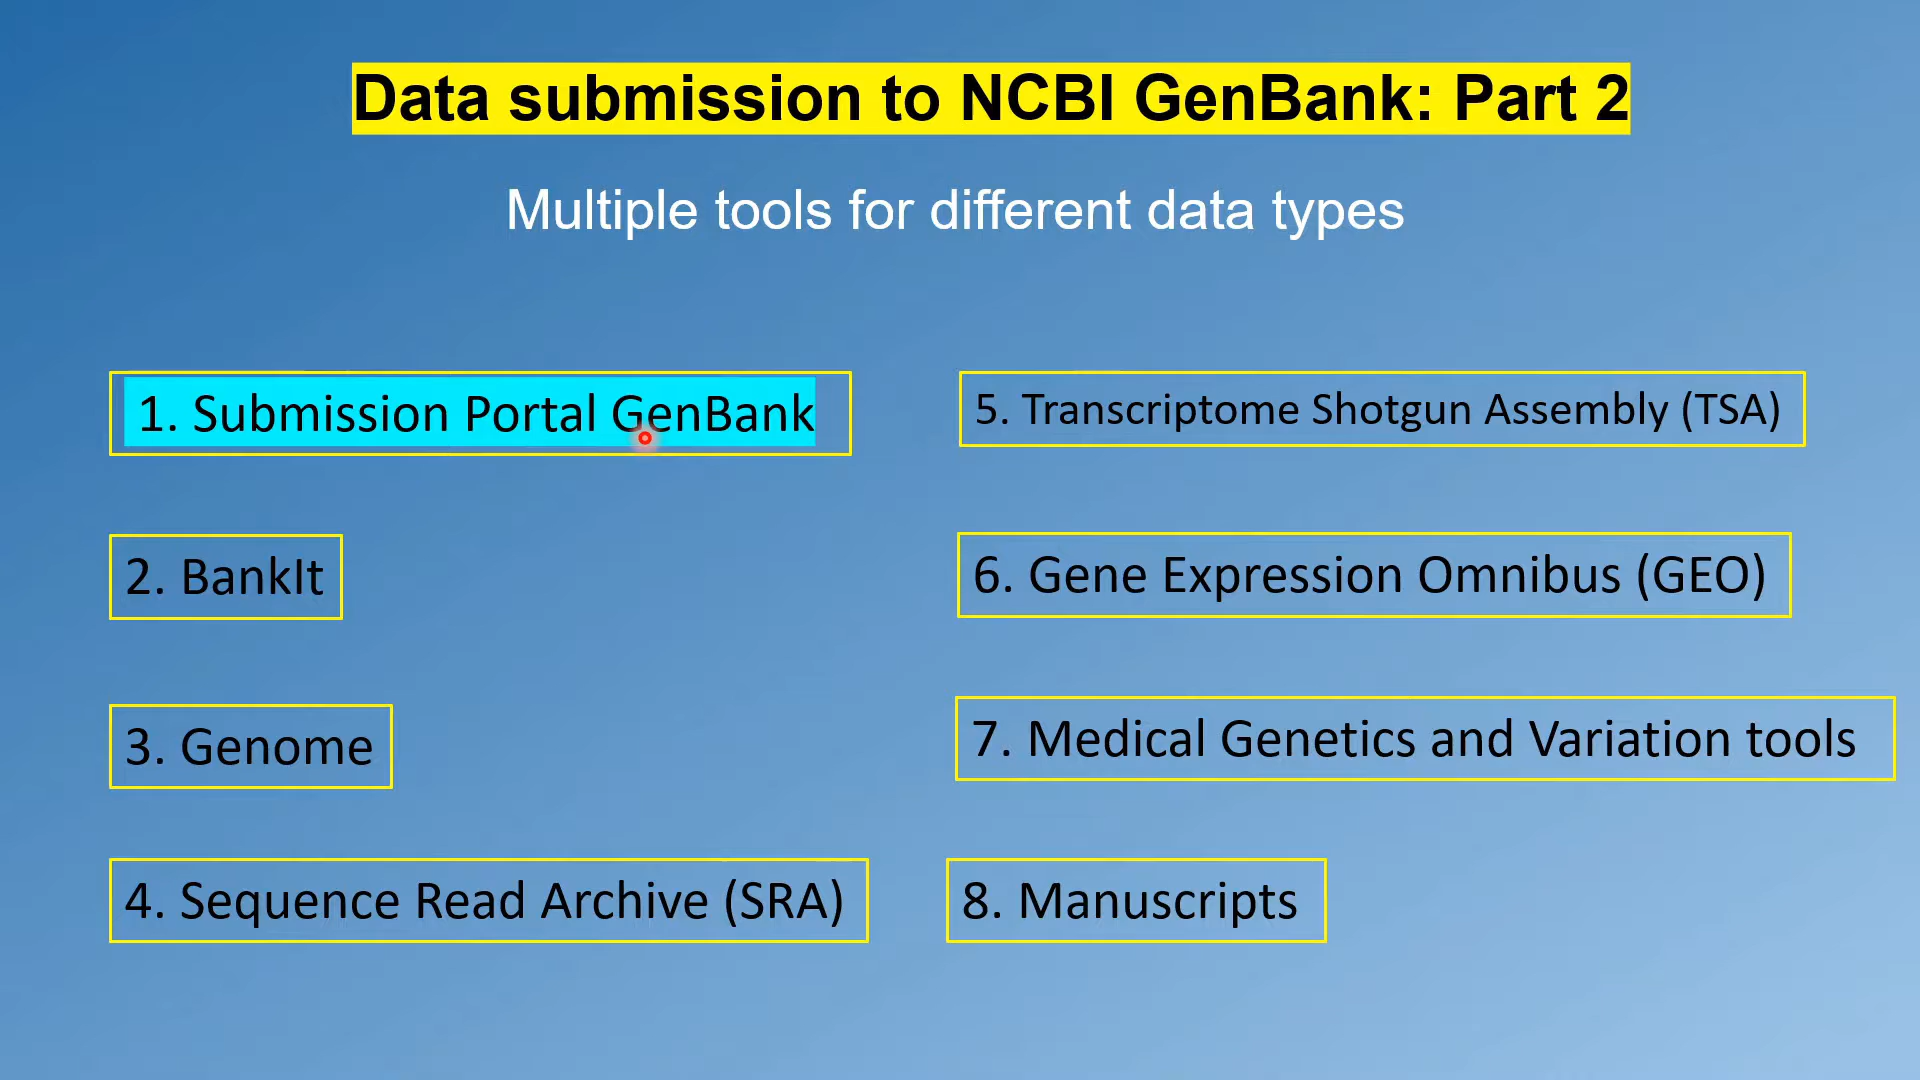 Data submission to NCBI GenBank: Part 2
Multiple tools for different data types
1. Submission Portal GenBank
2. BankIt
3. Genome
4. Sequence Read Archive (SRA)
5. Transcriptome Shotgun Assembly (TSA)
6. Gene Expression Omnibus (GEO)
7. Medical Genetics and Variation tools
8. Manuscripts